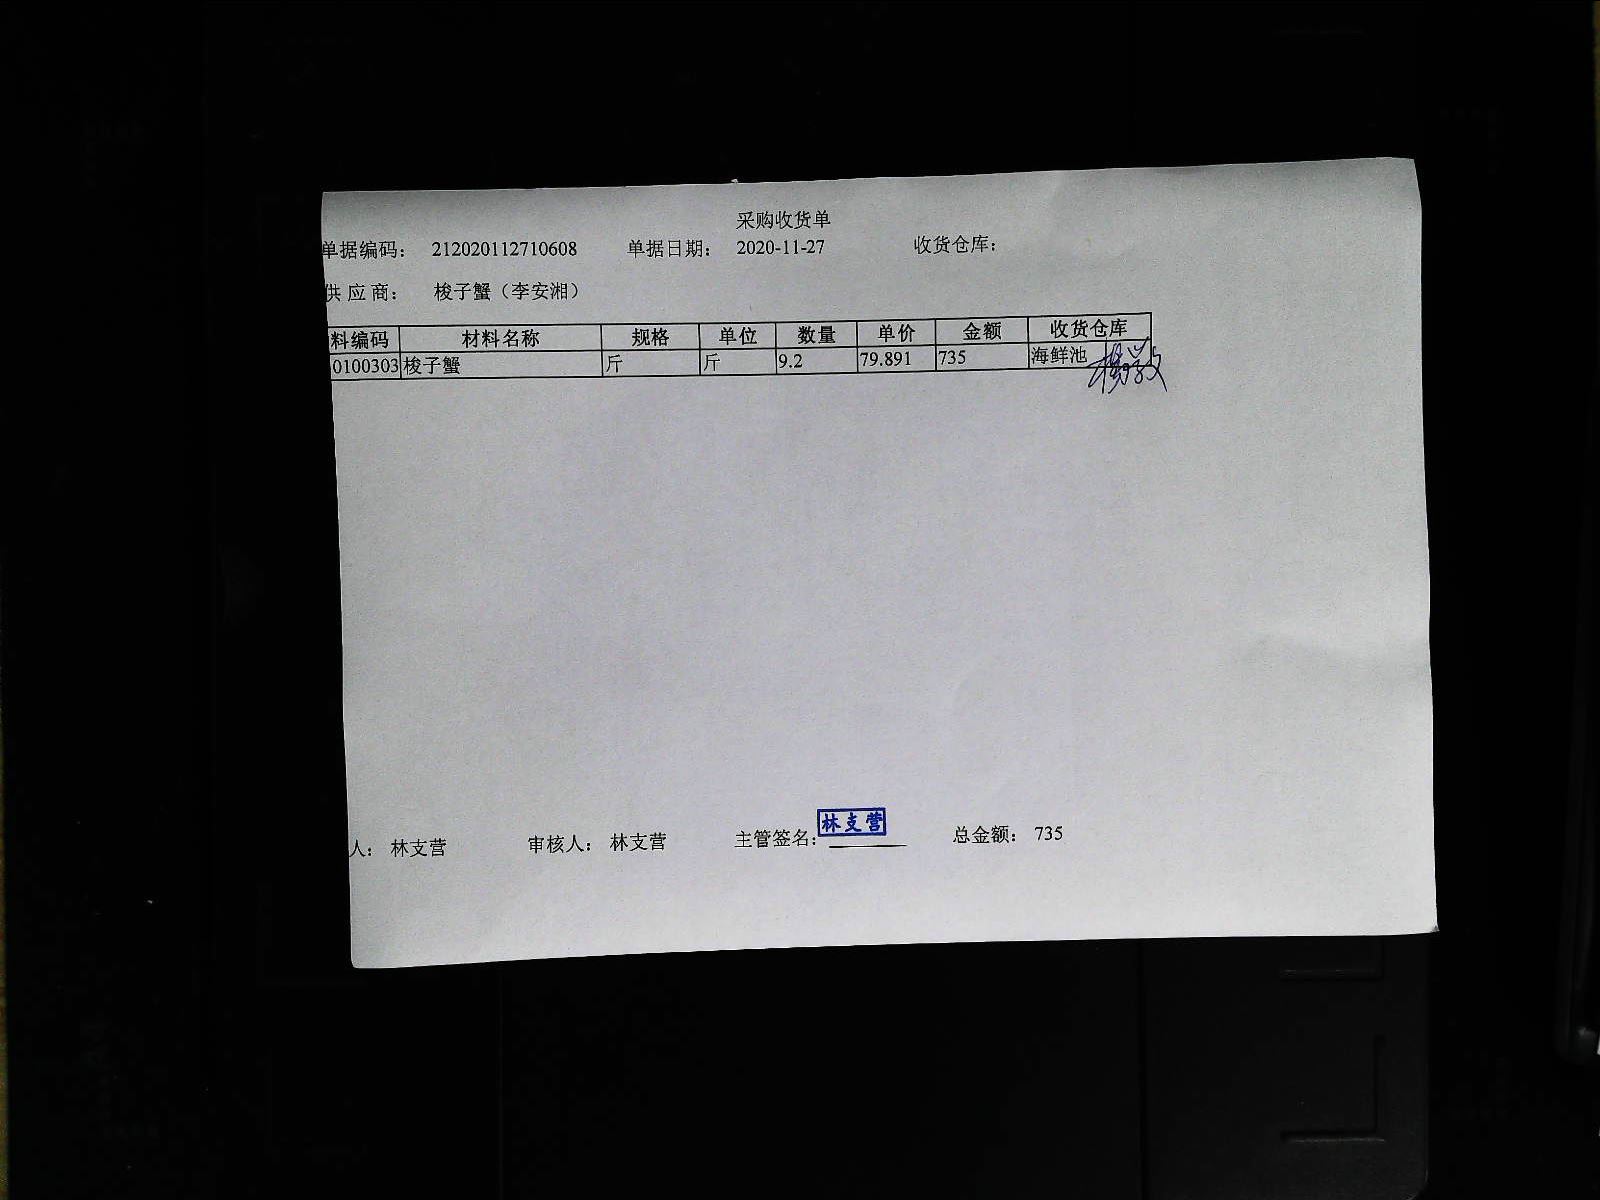 采购收货单
单据编码： 212020112710608 单据日期： 2020-11-27 收货仓库：
供 应 商： 梭子蟹（李安湘）
料编码 材料名称 规格 单位 数量 单价 金额 收货仓库
0100303 梭子蟹 斤 斤 9.2 79.891 735 海鲜池
人： 林支营 审核人： 林支营 主管签名： 林支营 总金额： 735